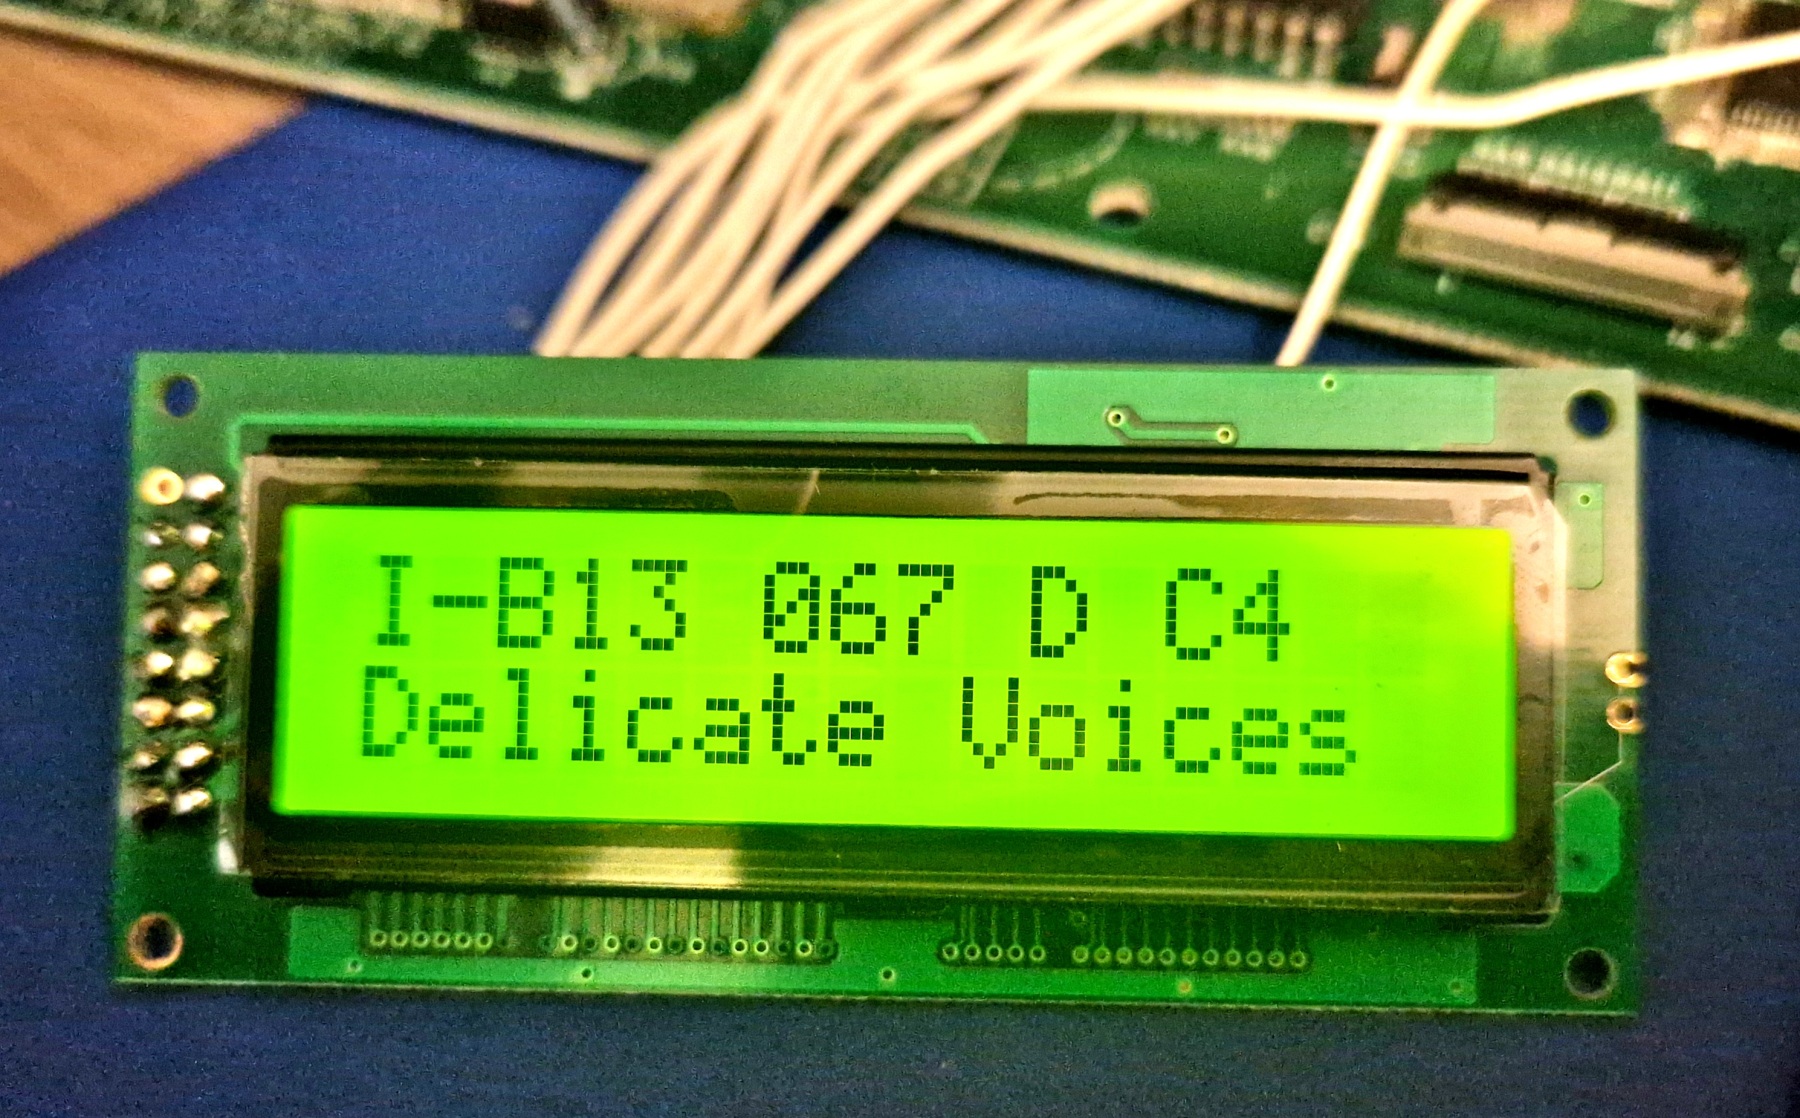 I-B13 067 D C4
Delicate Voices